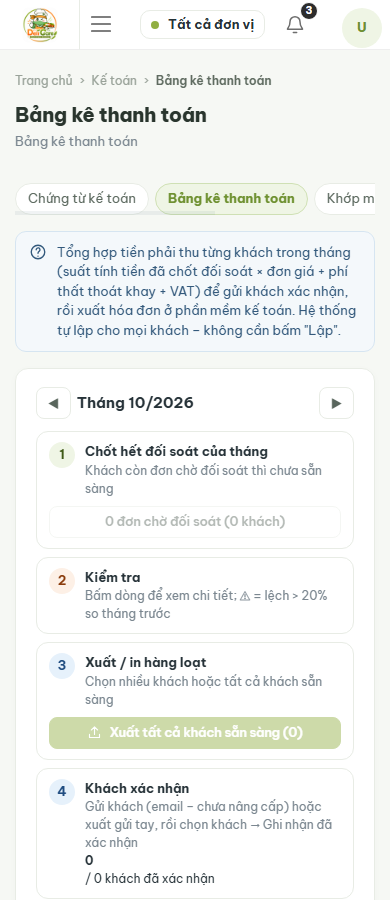 Tất cả đơn vị
3
U
Trang chủ > Kế toán > Bảng kê thanh toán
Bảng kê thanh toán
Bảng kê thanh toán
Chứng từ kế toán
Bảng kê thanh toán
Khớp m
Tổng hợp tiền phải thu từng khách trong tháng
(suất tính tiền đã chốt đối soát × đơn giá + phí
thất thoát khay + VAT) để gửi khách xác nhận,
rồi xuất hóa đơn ở phần mềm kế toán. Hệ thống
tự lập cho mọi khách – không cần bấm "Lập".
◀ Tháng 10/2026 ▶
1
Chốt hết đối soát của tháng
Khách còn đơn chờ đối soát thì chưa sẵn
sàng
0 đơn chờ đối soát (0 khách)
2
Kiểm tra
Bấm dòng để xem chi tiết; ⚠ = lệch > 20%
so tháng trước
3
Xuất / in hàng loạt
Chọn nhiều khách hoặc tất cả khách sẵn
sàng
Xuất tất cả khách sẵn sàng (0)
4
Khách xác nhận
Gửi khách (email – chưa nâng cấp) hoặc
xuất gửi tay, rồi chọn khách → Ghi nhận đã
xác nhận
0
/ 0 khách đã xác nhận